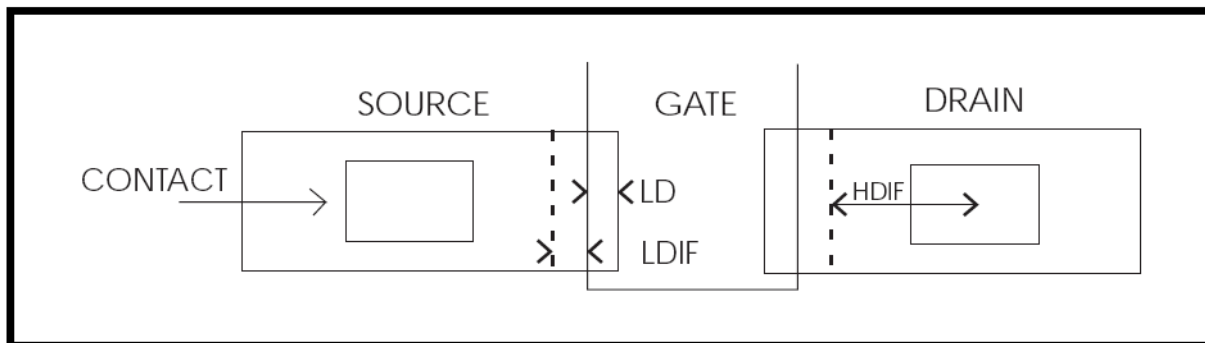 SOURCE
GATE
DRAIN
CONTACT
LD
HDIF
LDIF